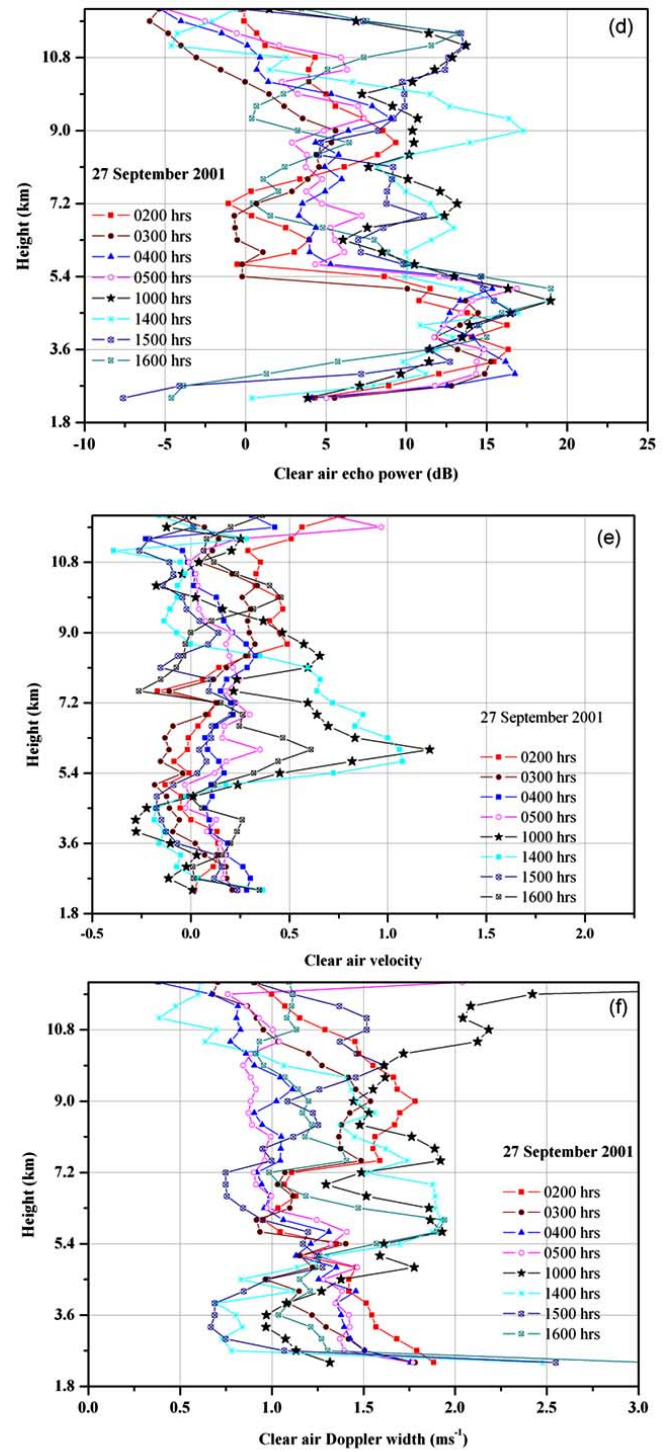 (d)
10.8
9.0
7.2
5.4
3.6
1.8
Height (km)
27 September 2001
0200 hrs
0300 hrs
0400 hrs
0500 hrs
1000 hrs
1400 hrs
1500 hrs
1600 hrs
-10 -5 0 5 10 15 20 25
Clear air echo power (dB)
(e)
10.8
9.0
7.2
5.4
3.6
1.8
Height (km)
27 September 2001
0200 hrs
0300 hrs
0400 hrs
0500 hrs
1000 hrs
1400 hrs
1500 hrs
1600 hrs
-0.5 0.0 0.5 1.0 1.5 2.0
Clear air velocity
(f)
10.8
9.0
7.2
5.4
3.6
1.8
Height (km)
27 September 2001
0200 hrs
0300 hrs
0400 hrs
0500 hrs
1000 hrs
1400 hrs
1500 hrs
1600 hrs
0.0 0.5 1.0 1.5 2.0 2.5 3.0
Clear air Doppler width (ms⁻¹)